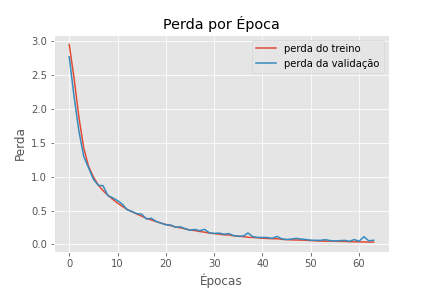 Perda por Época
perda do treino
perda da validação
3.0
2.5
2.0
1.5
1.0
0.5
0.0
Perda
0 10 20 30 40 50 60
Épocas